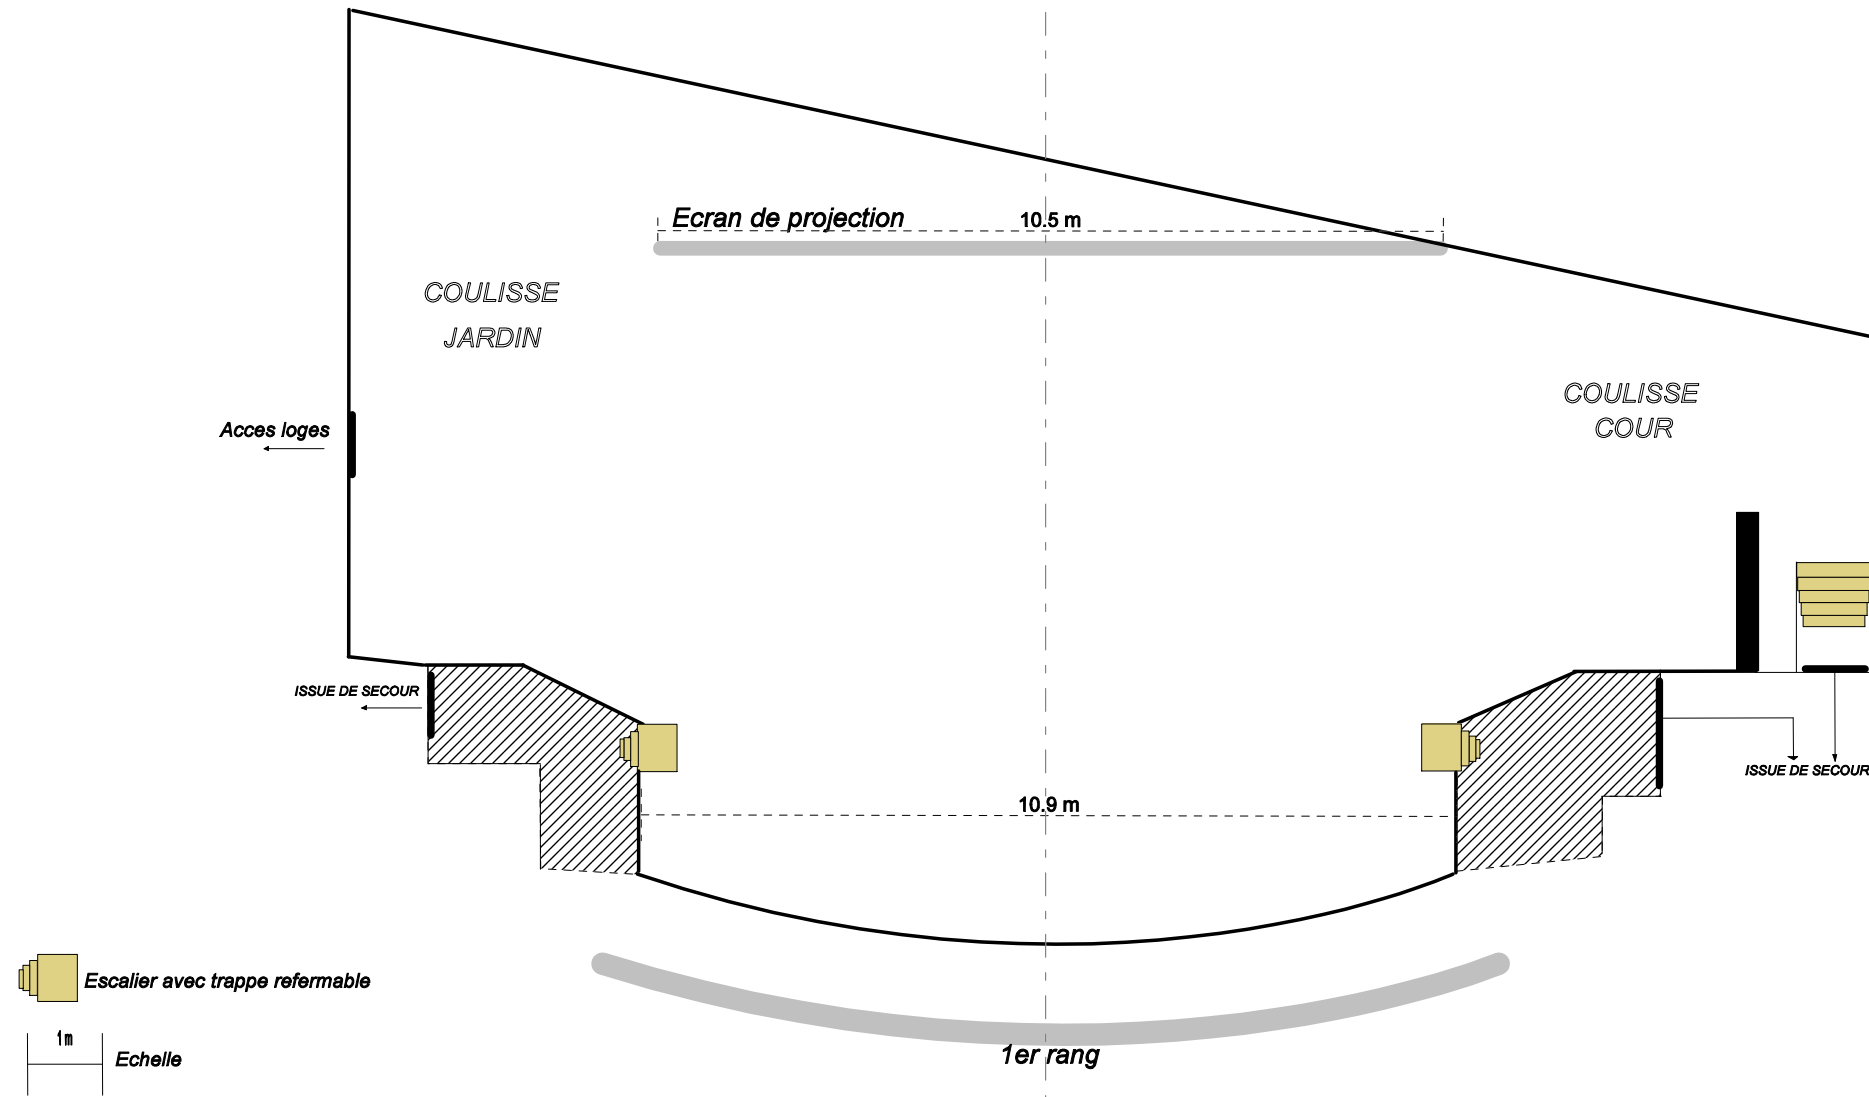 Ecran de projection
10.5 m
COULISSE
JARDIN
COULISSE
COUR
Acces loges
ISSUE DE SECOUR
10.9 m
ISSUE DE SECOUR
Escalier avec trappe refermable
1m
Echelle
1er rang